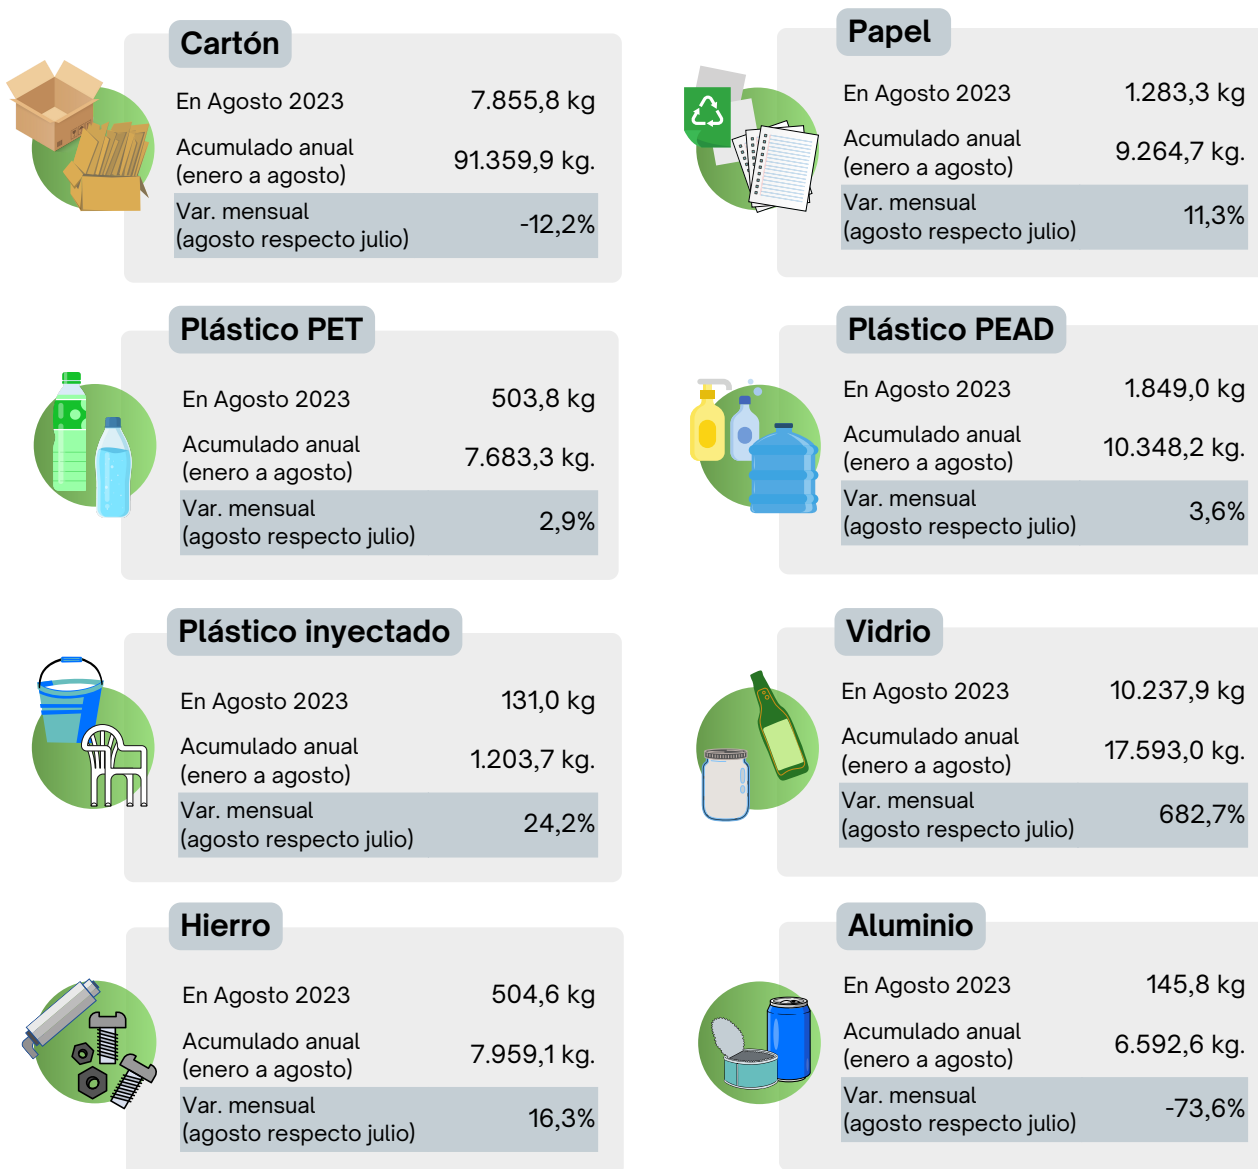 Cartón
En Agosto 2023 7.855,8 kg
Acumulado anual
(enero a agosto) 91.359,9 kg.
Var. mensual
(agosto respecto julio) -12,2%
Papel
En Agosto 2023 1.283,3 kg
Acumulado anual
(enero a agosto) 9.264,7 kg.
Var. mensual
(agosto respecto julio) 11,3%
Plástico PET
En Agosto 2023 503,8 kg
Acumulado anual
(enero a agosto) 7.683,3 kg.
Var. mensual
(agosto respecto julio) 2,9%
Plástico PEAD
En Agosto 2023 1.849,0 kg
Acumulado anual
(enero a agosto) 10.348,2 kg.
Var. mensual
(agosto respecto julio) 3,6%
Plástico inyectado
En Agosto 2023 131,0 kg
Acumulado anual
(enero a agosto) 1.203,7 kg.
Var. mensual
(agosto respecto julio) 24,2%
Vidrio
En Agosto 2023 10.237,9 kg
Acumulado anual
(enero a agosto) 17.593,0 kg.
Var. mensual
(agosto respecto julio) 682,7%
Hierro
En Agosto 2023 504,6 kg
Acumulado anual
(enero a agosto) 7.959,1 kg.
Var. mensual
(agosto respecto julio) 16,3%
Aluminio
En Agosto 2023 145,8 kg
Acumulado anual
(enero a agosto) 6.592,6 kg.
Var. mensual
(agosto respecto julio) -73,6%